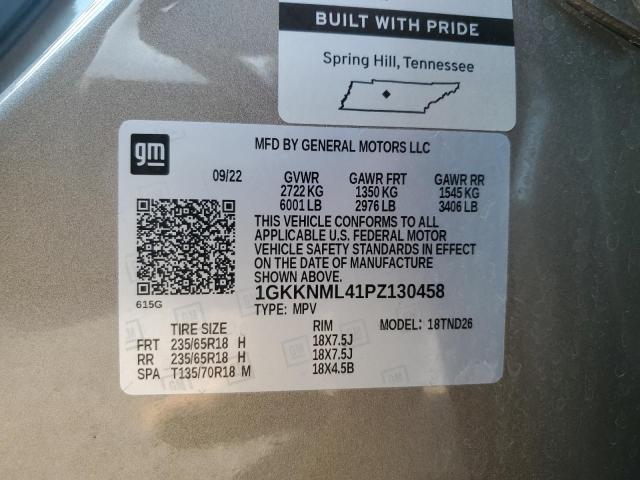 BUILT WITH PRIDE
Spring Hill, Tennessee
gm
MFD BY GENERAL MOTORS LLC
09/22 GVWR GAWR FRT GAWR RR
2722 KG 1350 KG 1545 KG
6001 LB 2976 LB 3406 LB
THIS VEHICLE CONFORMS TO ALL
APPLICABLE U.S. FEDERAL MOTOR
VEHICLE SAFETY STANDARDS IN EFFECT
ON THE DATE OF MANUFACTURE
SHOWN ABOVE.
615G
1GKKNML41PZ130458
TYPE: MPV
TIRE SIZE RIM MODEL: 18TND26
FRT 235/65R18 H 18X7.5J
RR 235/65R18 H 18X7.5J
SPA T135/70R18 M 18X4.5B